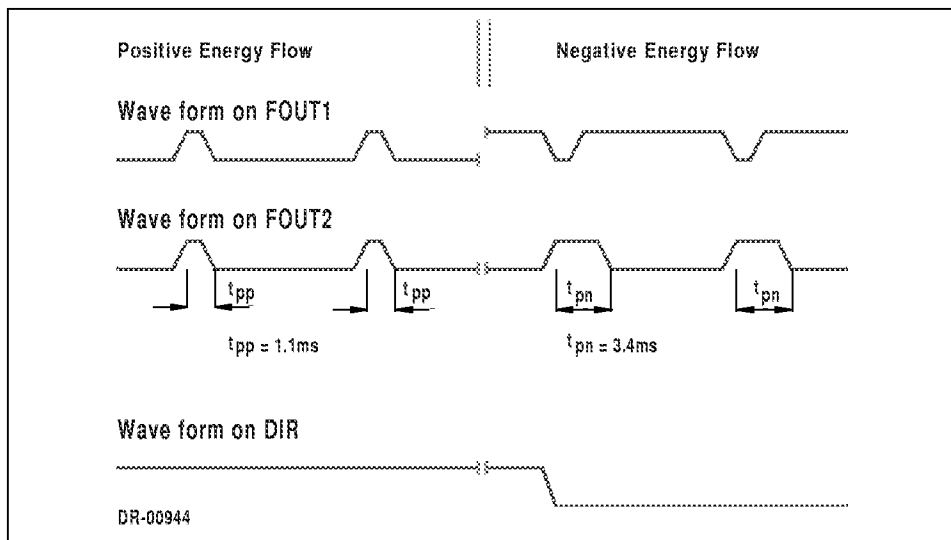 Positive Energy Flow
Negative Energy Flow
Wave form on FOUT1
Wave form on FOUT2
tpp
tpp
tpn
tpn
tpp = 1.1ms
tpn = 3.4ms
Wave form on DIR
DR-00944